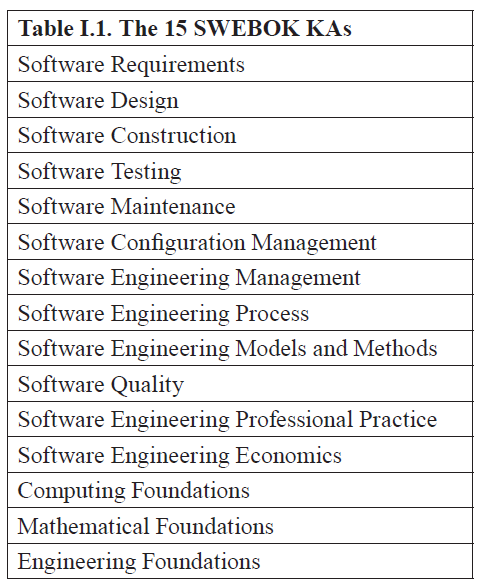 Table I.1. The 15 SWEBOK KAs
Software Requirements
Software Design
Software Construction
Software Testing
Software Maintenance
Software Configuration Management
Software Engineering Management
Software Engineering Process
Software Engineering Models and Methods
Software Quality
Software Engineering Professional Practice
Software Engineering Economics
Computing Foundations
Mathematical Foundations
Engineering Foundations